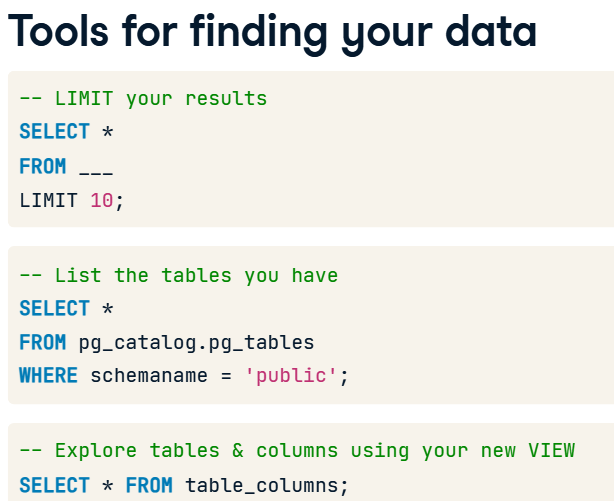 Tools for finding your data
-- LIMIT your results
SELECT *
FROM ___
LIMIT 10;
-- List the tables you have
SELECT *
FROM pg_catalog.pg_tables
WHERE schemaname = 'public';
-- Explore tables & columns using your new VIEW
SELECT * FROM table_columns;